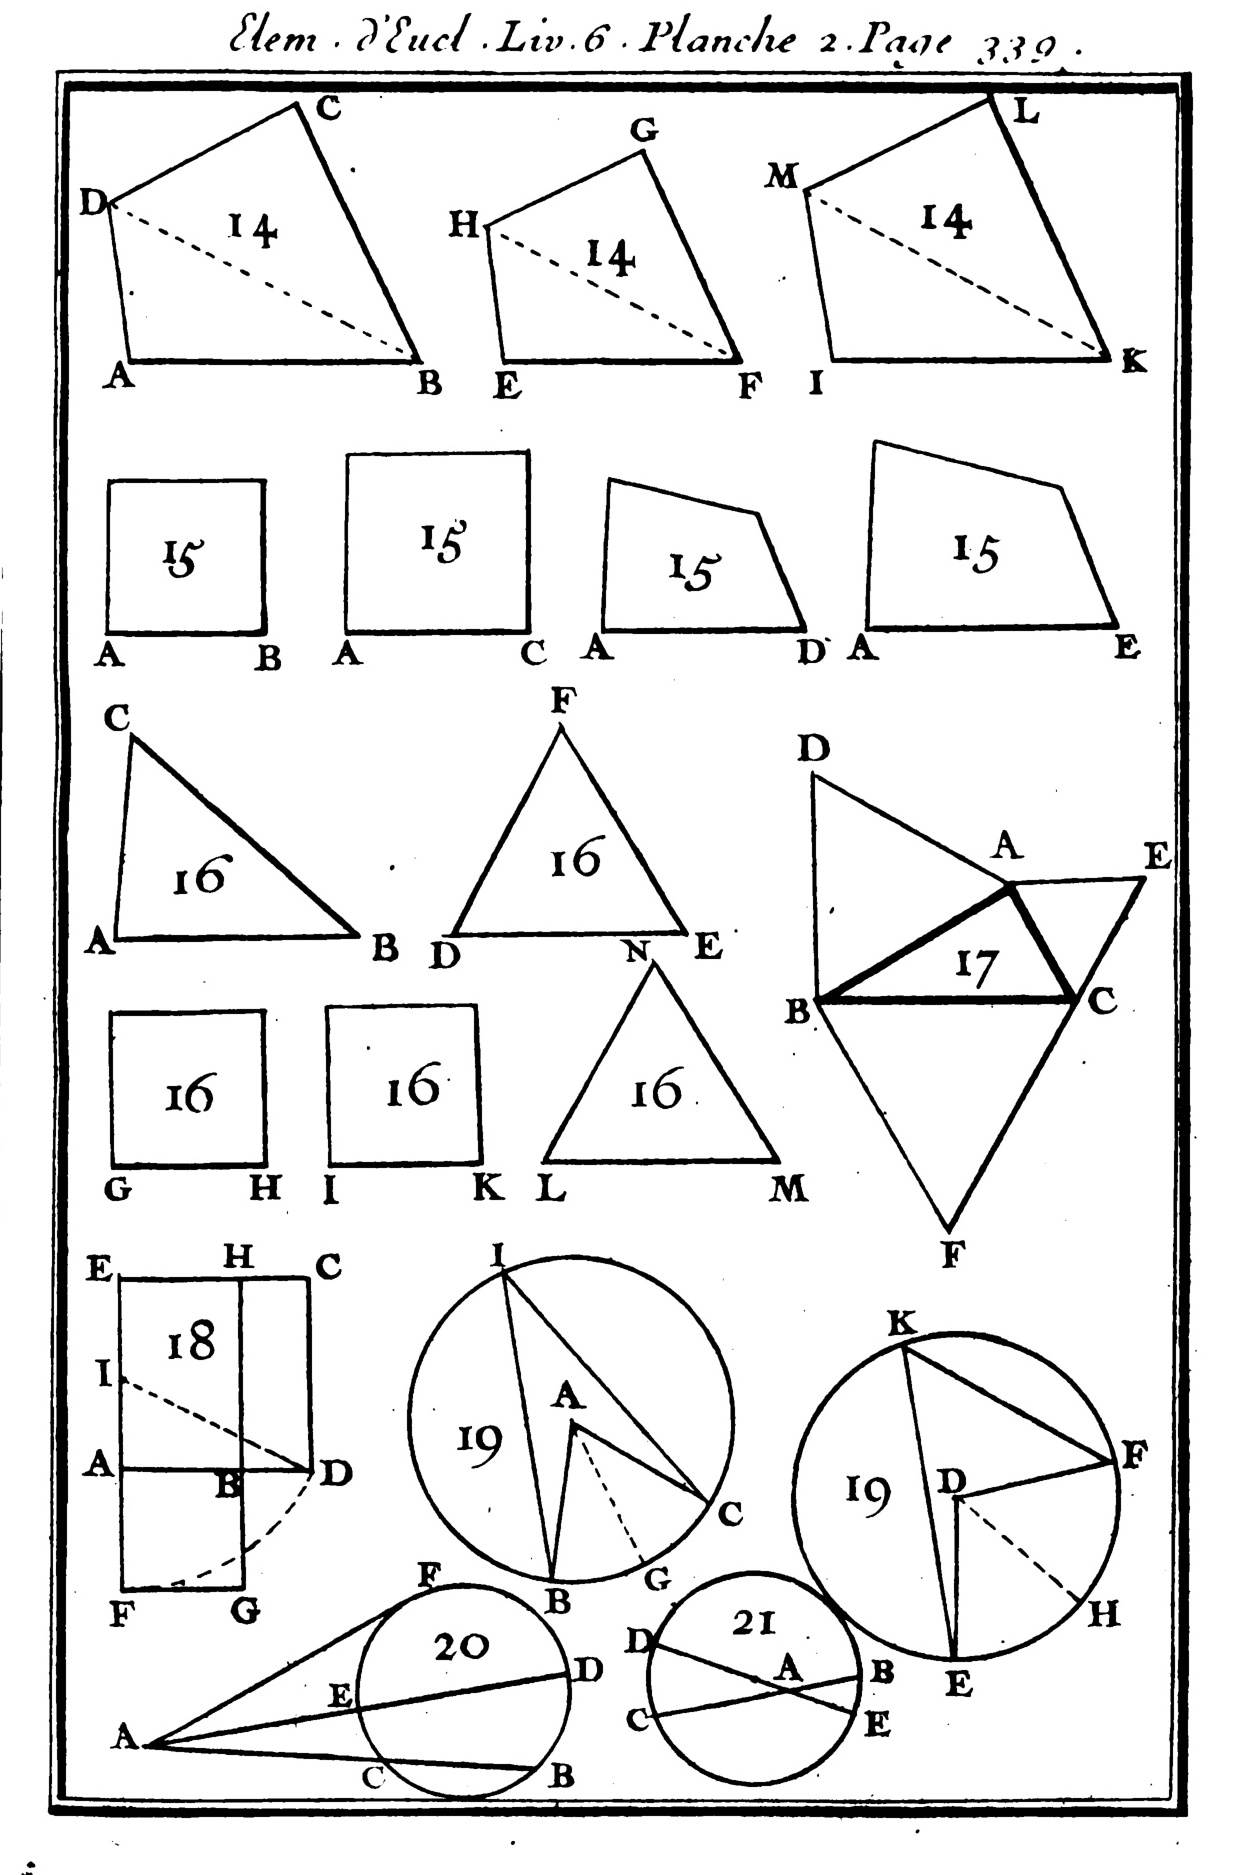 Elem. d'Eucl. Liv. 6. Planche 2. Page 339.
C G L
D H M
14 14 14
A B E F I K
15 15 15 15
A B A C A D A E
C F D
A E
16 16 17
A B D N E B C
16 16 16
G H I K L M F
E H C I K
18
I A
19 19 D F
A B D C
F G F B G H
20 21
E D D A B E
A C B C E